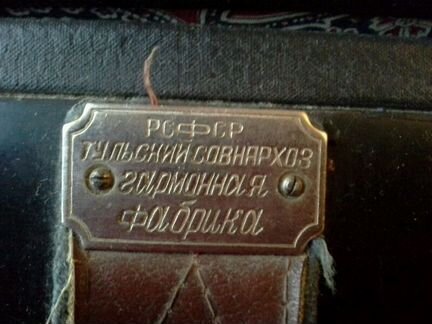 РСФСР
ТУЛЬСКИЙ СОВНАРХОЗ
гармонная
фабрика